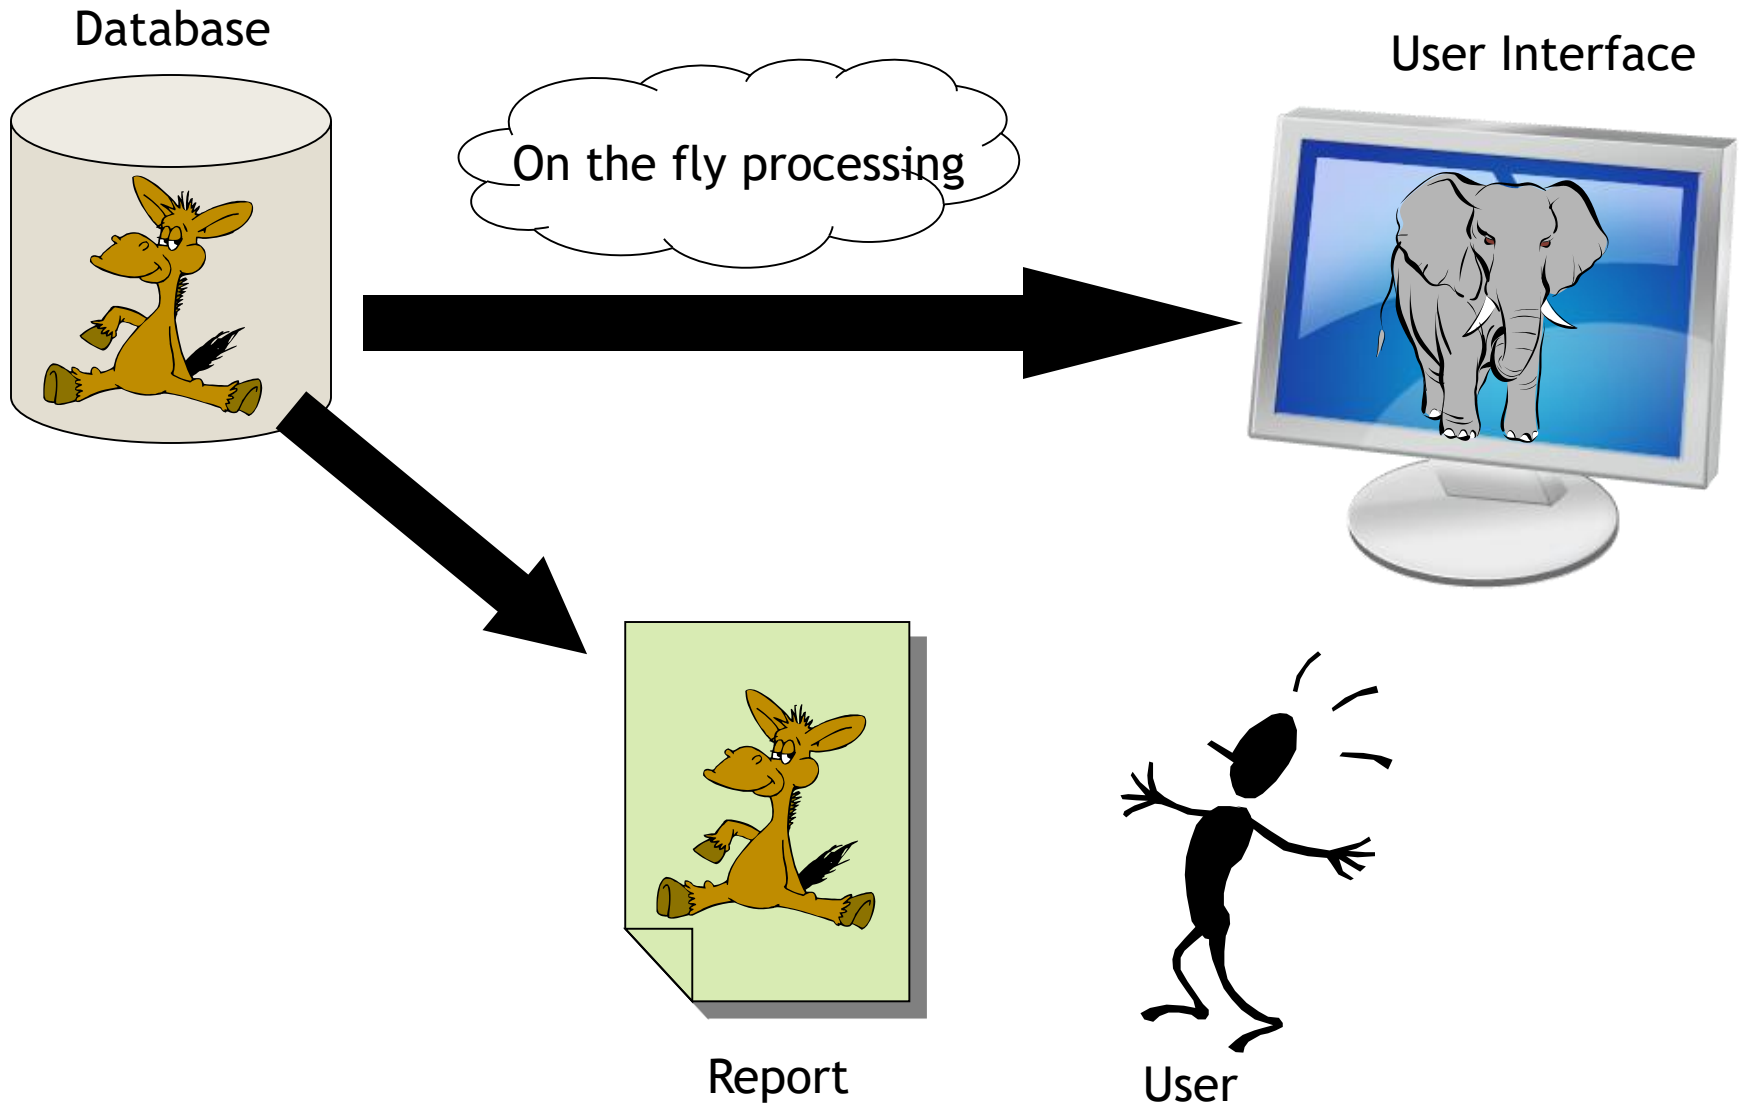 Database
User Interface
On the fly processing
Report
User